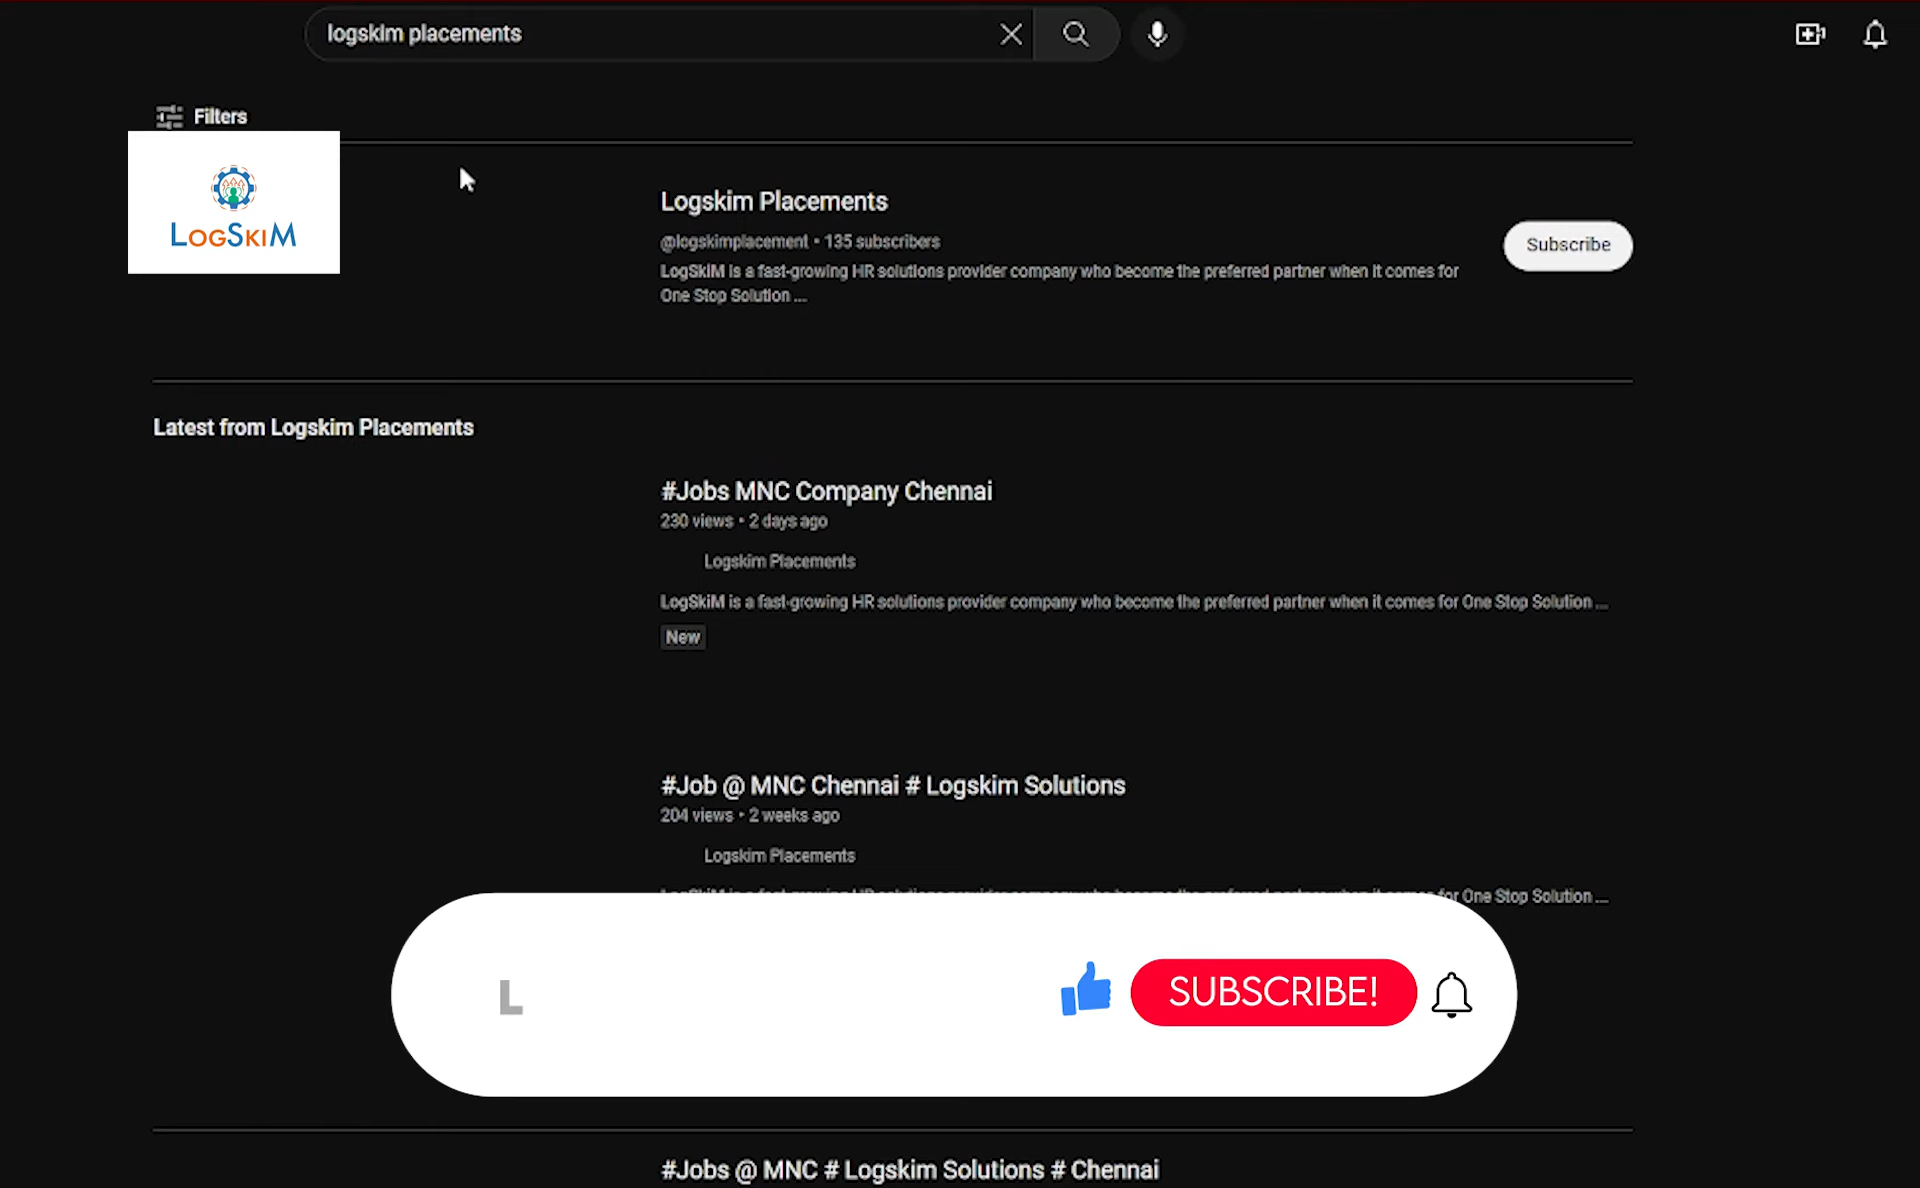 logskim placements
Filters
LogSkiM
Logskim Placements
@logskimplacement • 135 subscribers
Subscribe
LogSkiM is a fast-growing HR solutions provider company who become the preferred partner when it comes for
One Stop Solution ...
Latest from Logskim Placements
#Jobs MNC Company Chennai
230 views • 2 days ago
Logskim Placements
LogSkiM is a fast-growing HR solutions provider company who become the preferred partner when it comes for One Stop Solution ...
New
#Job @ MNC Chennai # Logskim Solutions
204 views • 2 weeks ago
Logskim Placements
for One Stop Solution ...
L
SUBSCRIBE!
#Jobs @ MNC # Logskim Solutions # Chennai